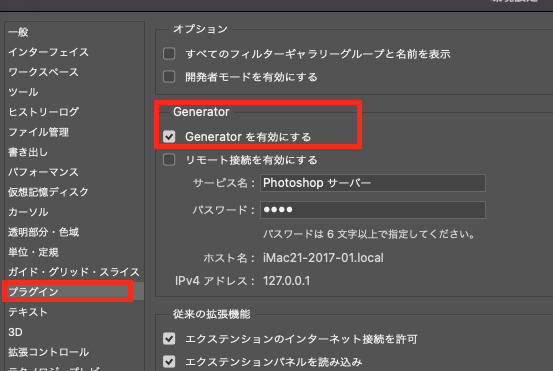 一般
インターフェイス
ワークスペース
ツール
ヒストリーログ
ファイル管理
書き出し
パフォーマンス
仮想記憶ディスク
カーソル
透明部分・色域
単位・定規
ガイド・グリッド・スライス
プラグイン
テキスト
3D
拡張コントロール
オプション
すべてのフィルターギャラリーグループと名前を表示
開発者モードを有効にする
Generator
Generator を有効にする
リモート接続を有効にする
サービス名： Photoshop サーバー
パスワード： ●●●●
パスワードは 6 文字以上で指定してください。
ホスト名： iMac21-2017-01.local
IPv4 アドレス： 127.0.0.1
従来の拡張機能
エクステンションのインターネット接続を許可
エクステンションパネルを読み込み